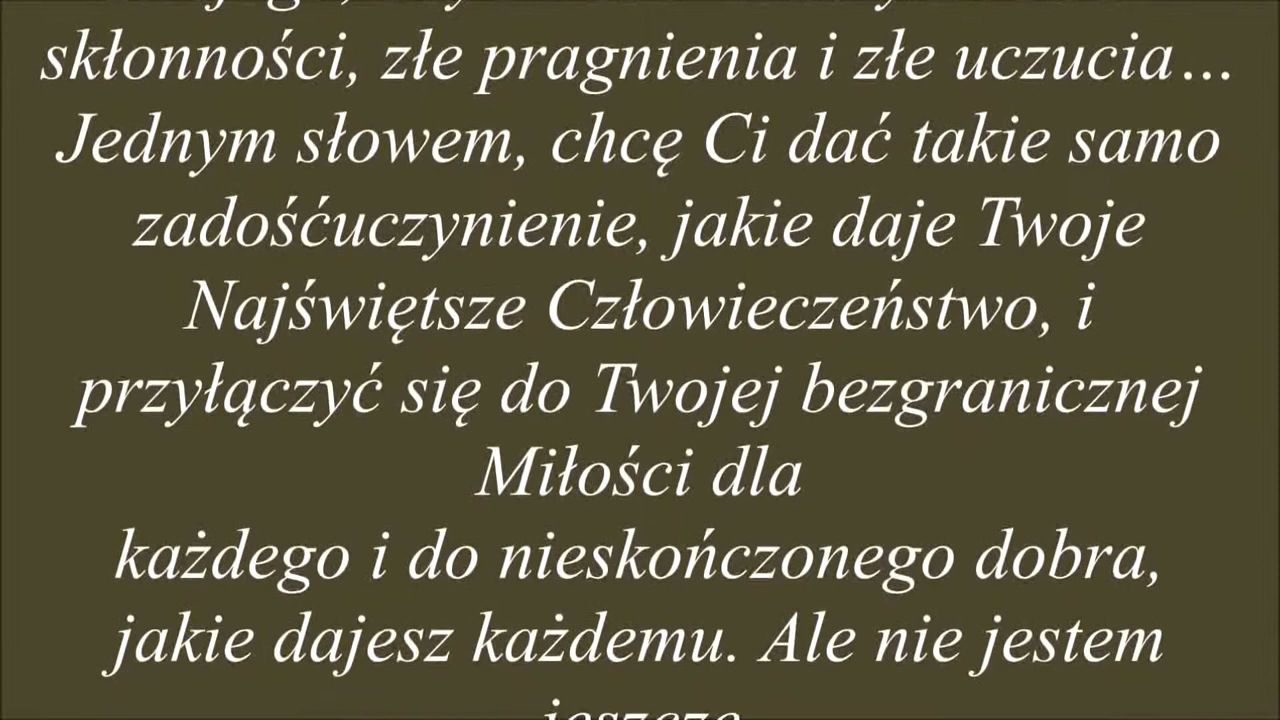 skłonności, złe pragnienia i złe uczucia…
Jednym słowem, chcę Ci dać takie samo
zadośćuczynienie, jakie daje Twoje
Najświętsze Człowieczeństwo, i
przyłączyć się do Twojej bezgranicznej
Miłości dla
każdego i do nieskończonego dobra,
jakie dajesz każdemu. Ale nie jestem
jeszcze